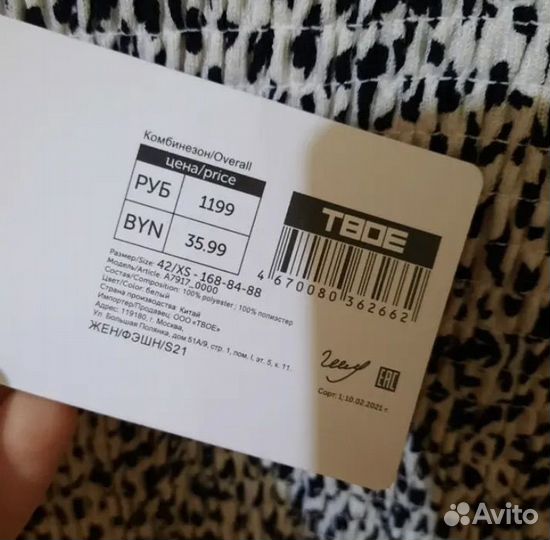 Комбинезон/Overall
цена/price
РУБ 1199
BYN 35.99
Размер/Size: 42/XS - 168-84-88
Модель/Article: A7917_0000
Состав/Composition: 100% polyester ; 100% полиэстер
Цвет/Color: белый
Страна производства: Китай
Импортер/Продавец: ООО «ТВОЕ»
Адрес: 119180, г. Москва,
Ул. Большая Полянка, дом 51А/9, стр. 1, пом. I, эт. 5, к. 11.
ЖЕН/ФЭШН/S21
ТВОЕ
4 670080 362662
ЕАС
Сорт: 1;10.02.2021 г.
Avito